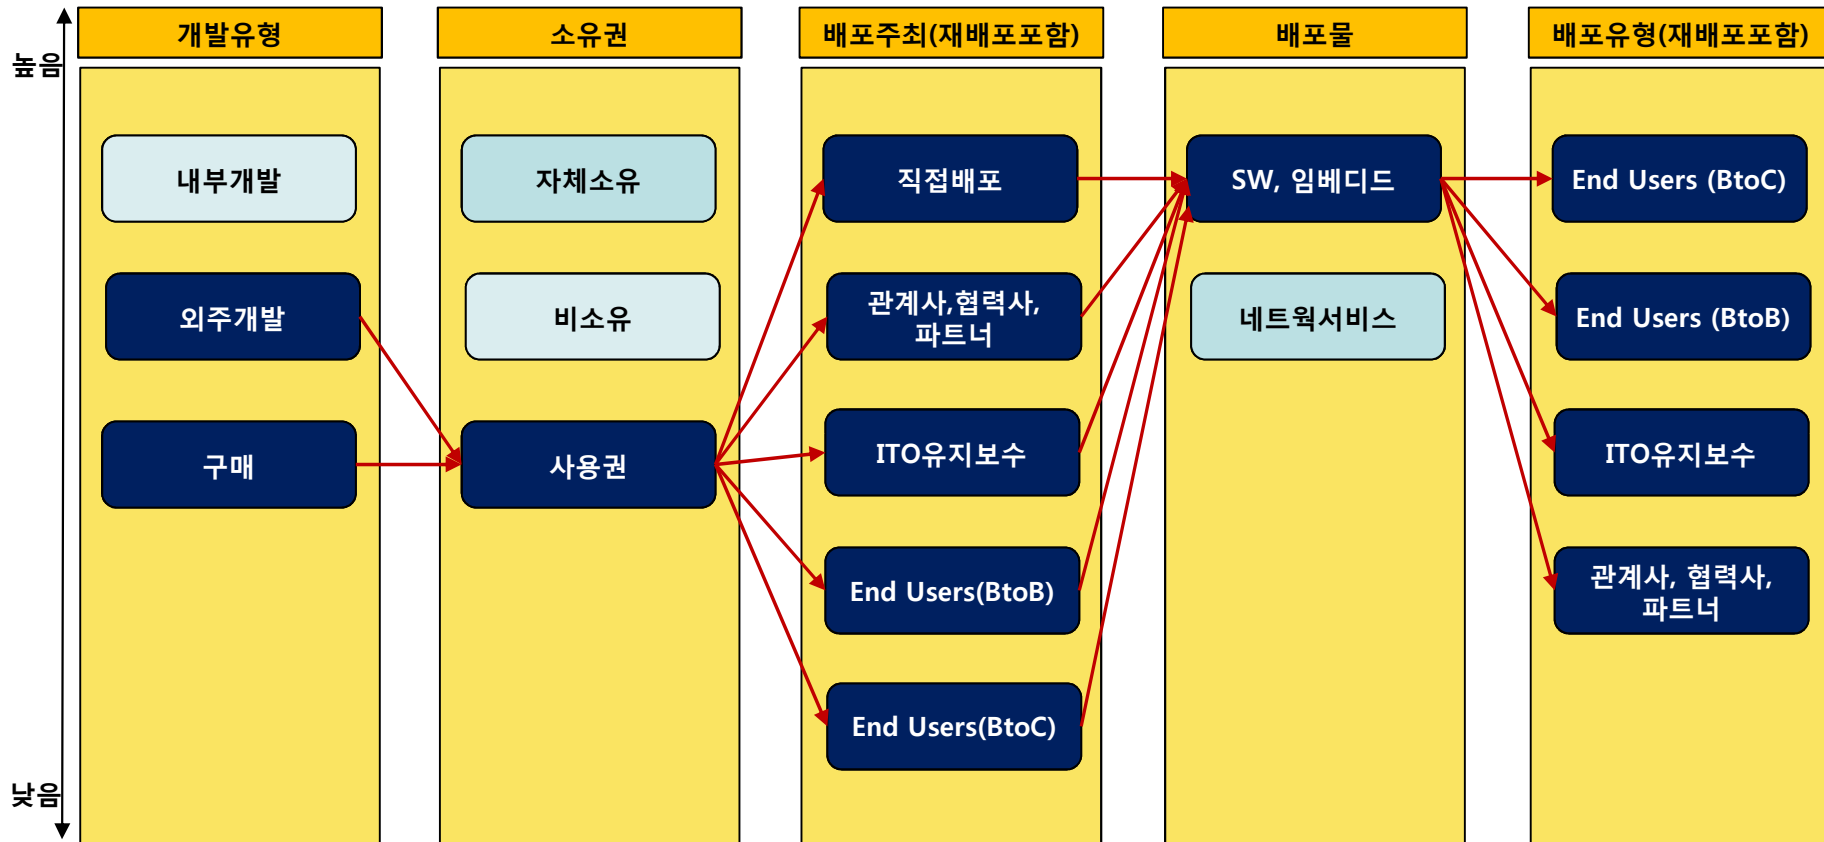 개발유형
소유권
배포주최(재배포포함)
배포물
배포유형(재배포포함)
높음
낮음
내부개발
외주개발
구매
자체소유
비소유
사용권
직접배포
관계사,협력사,
파트너
ITO유지보수
End Users(BtoB)
End Users(BtoC)
SW, 임베디드
네트웍서비스
End Users (BtoC)
End Users (BtoB)
ITO유지보수
관계사, 협력사,
파트너